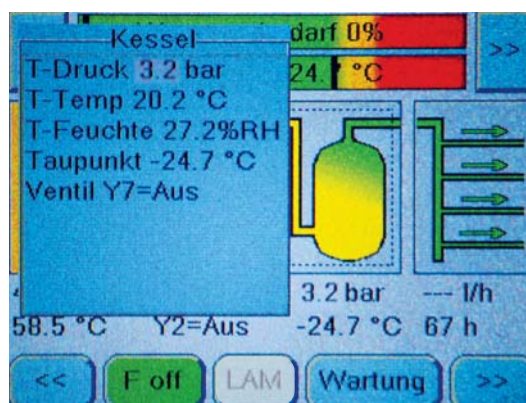 darf 0%
>>
24. °C
Kessel
T-Druck 3.2 bar
T-Temp 20.2 °C
T-Feuchte 27.2%RH
Taupunkt -24.7 °C
Ventil Y7=Aus
3.2 bar --- l/h
58.5 °C Y2=Aus -24.7 °C 67 h
<< F off LAM Wartung >>